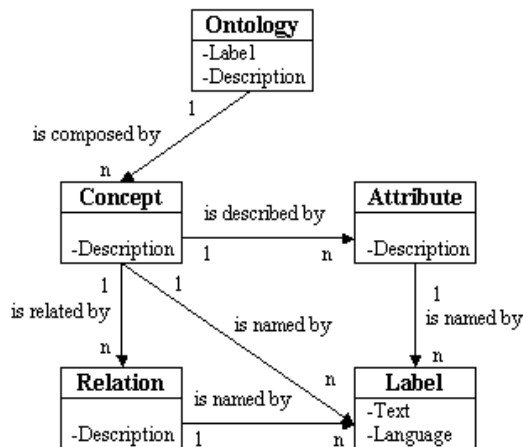 Ontology
-Label
-Description
1
is composed by
n
Concept
-Description
is described by
1
n
Attribute
-Description
1
is related by
n
1
is named by
n
1
is named by
n
Relation
-Description
is named by
1
n
Label
-Text
-Language